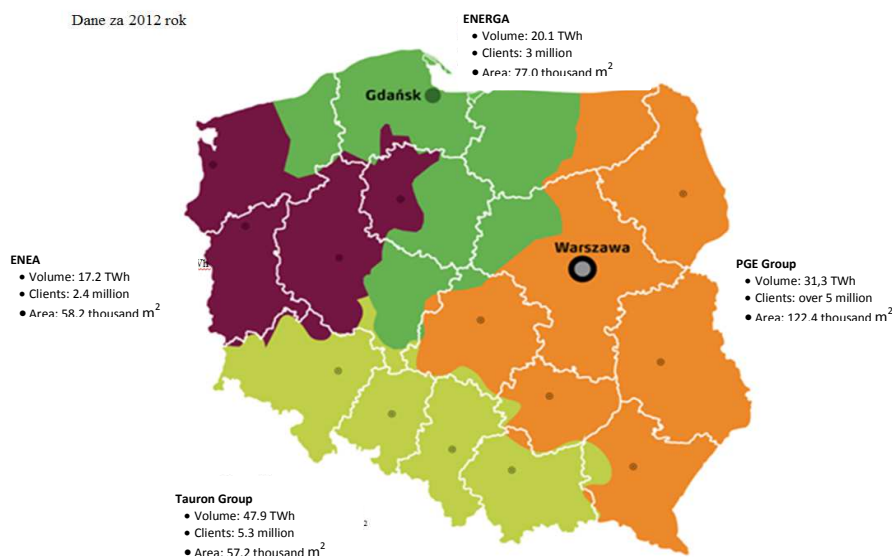 Dane za 2012 rok
ENERGA
• Volume: 20.1 TWh
• Clients: 3 million
• Area: 77.0 thousand m²
Gdańsk
Warszawa
ENEA
• Volume: 17.2 TWh
• Clients: 2.4 million
• Area: 58.2 thousand m²
PGE Group
• Volume: 31,3 TWh
• Clients: over 5 million
• Area: 122.4 thousand m²
Tauron Group
• Volume: 47.9 TWh
• Clients: 5.3 million
• Area: 57.2 thousand m²
2